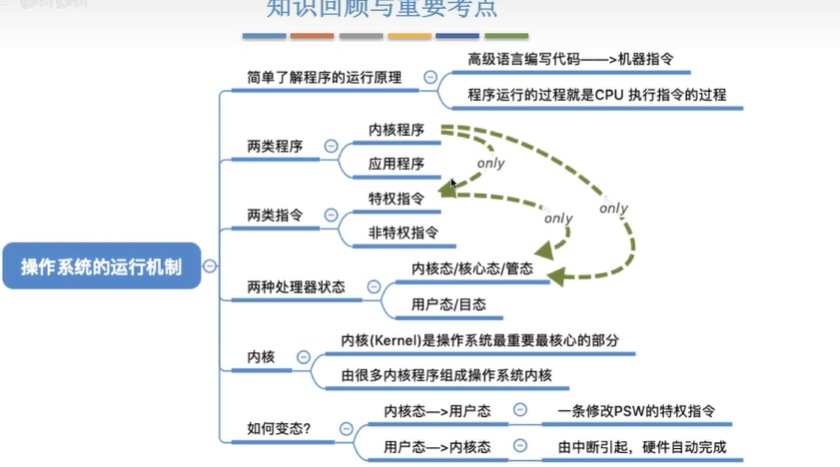 知识回顾与重要考点
高级语言编写代码——>机器指令
简单了解程序的运行原理
程序运行的过程就是CPU 执行指令的过程
内核程序
两类程序
only
应用程序
特权指令
两类指令
only
only
非特权指令
操作系统的运行机制
内核态/核心态/管态
两种处理器状态
用户态/目态
内核(Kernel)是操作系统最重要最核心的部分
内核
由很多内核程序组成操作系统内核
内核态—>用户态
一条修改PSW的特权指令
如何变态?
用户态—>内核态
由中断引起，硬件自动完成